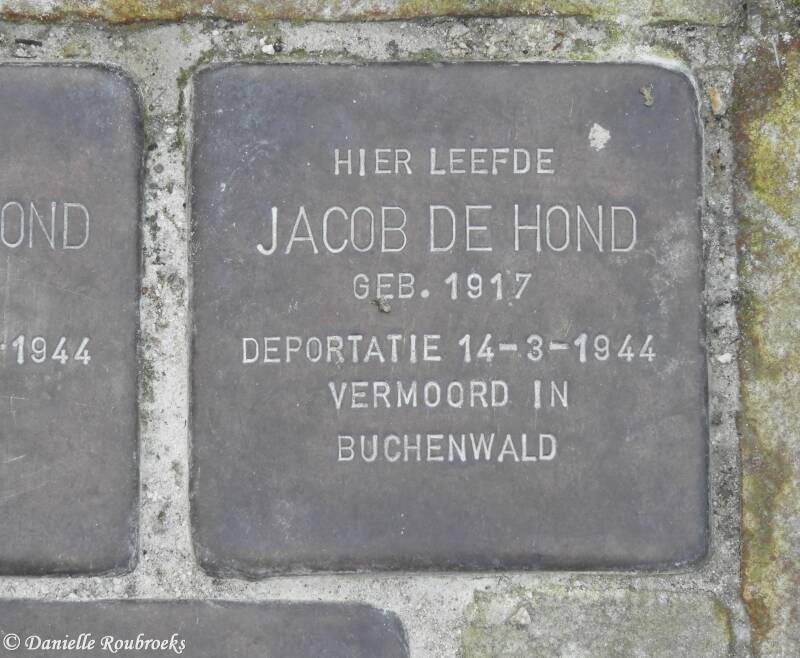 HIER LEEFDE
JACOB DE HOND
GEB. 1917
DEPORTATIE 14-3-1944
VERMOORD IN
BUCHENWALD
OND
-1944
© Danielle Roubroeks